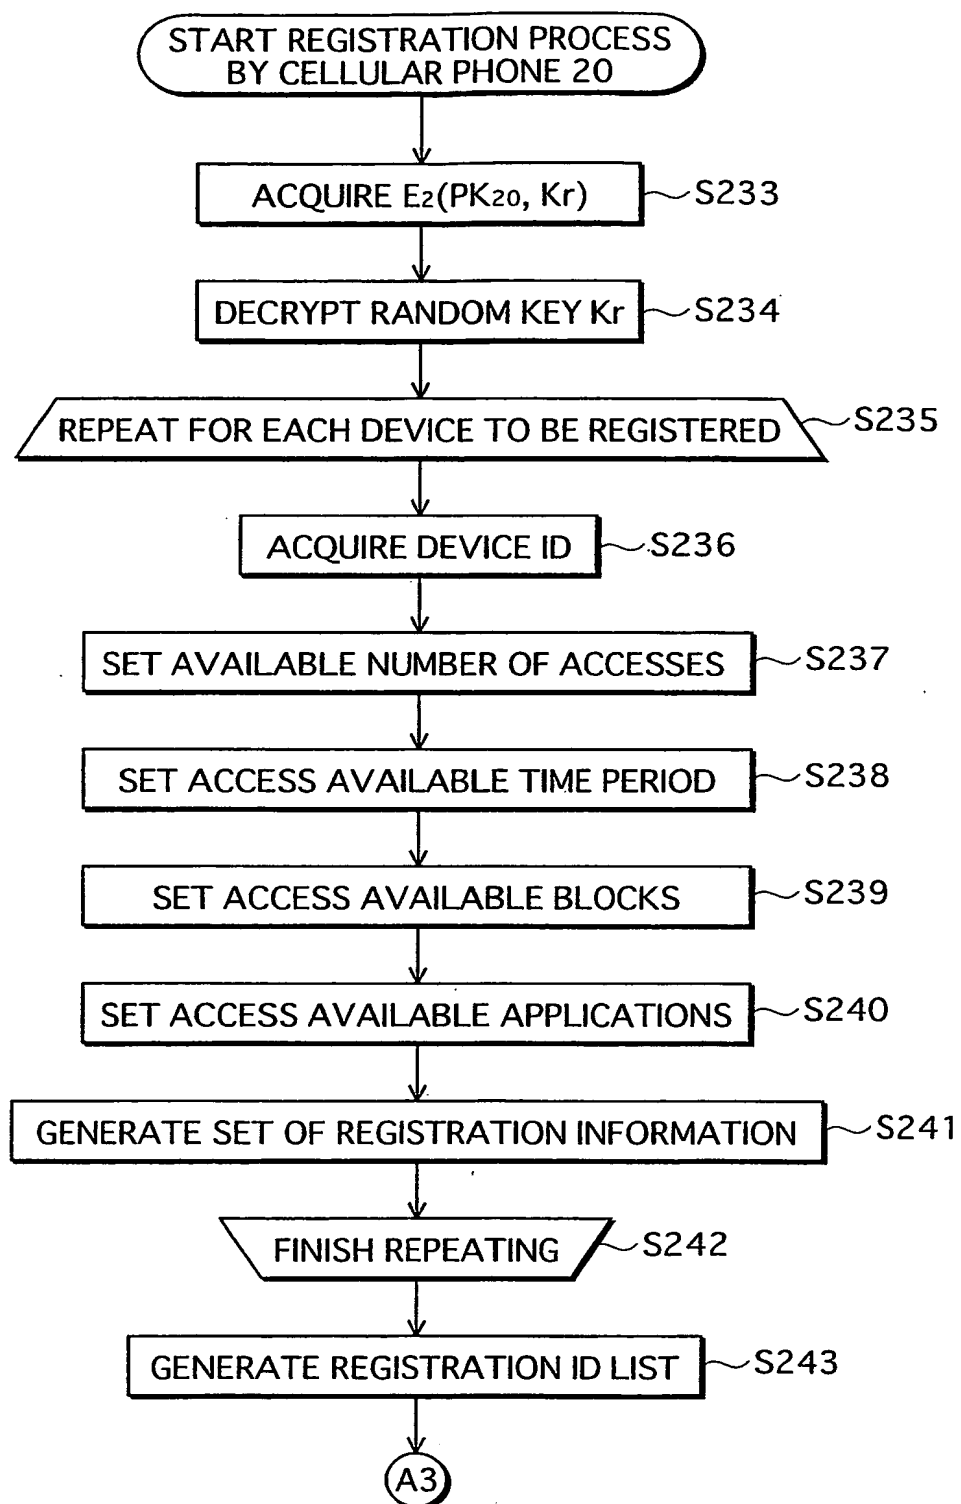 START REGISTRATION PROCESS
BY CELLULAR PHONE 20
ACQUIRE E2(PK20, Kr)
S233
DECRYPT RANDOM KEY Kr
S234
REPEAT FOR EACH DEVICE TO BE REGISTERED
S235
ACQUIRE DEVICE ID
S236
SET AVAILABLE NUMBER OF ACCESSES
S237
SET ACCESS AVAILABLE TIME PERIOD
S238
SET ACCESS AVAILABLE BLOCKS
S239
SET ACCESS AVAILABLE APPLICATIONS
S240
GENERATE SET OF REGISTRATION INFORMATION
S241
FINISH REPEATING
S242
GENERATE REGISTRATION ID LIST
S243
A3